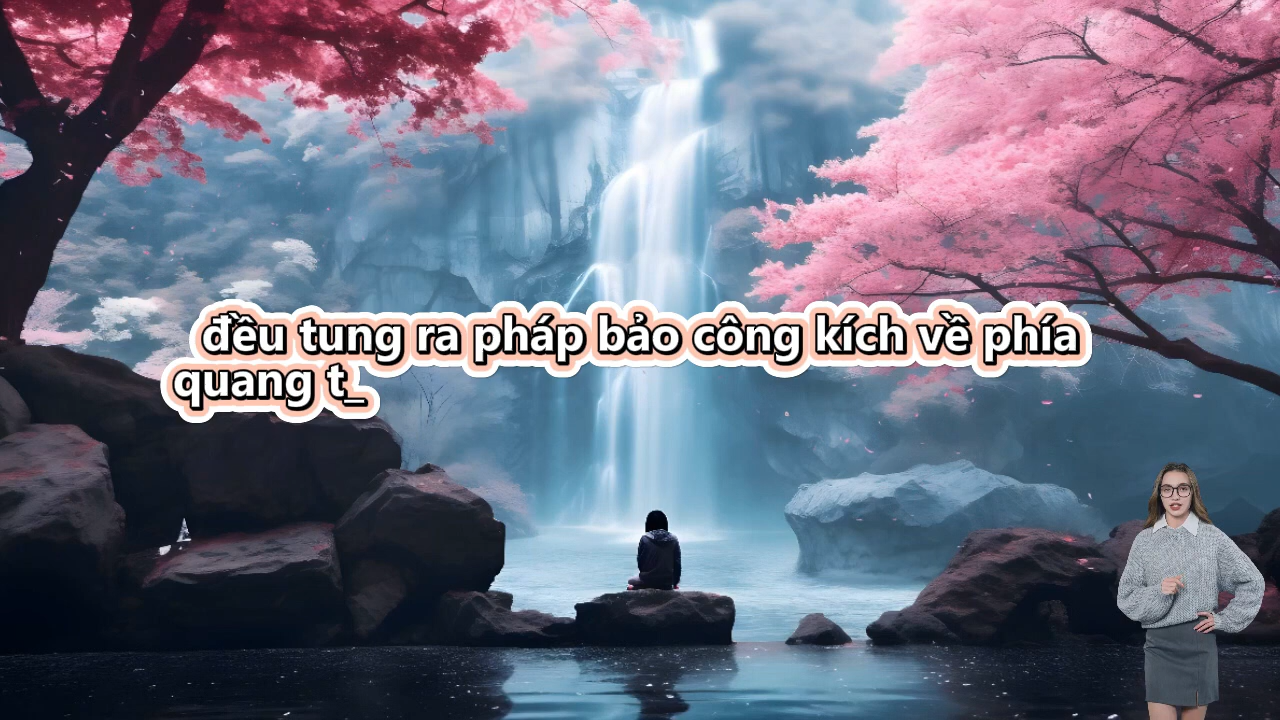 đều tung ra pháp bảo công kích về phía
quang t_